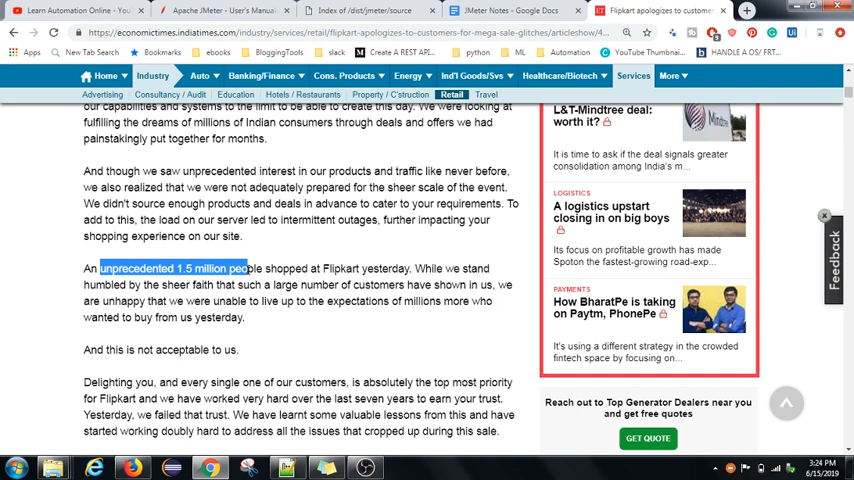 Learn Automation Online - You
Apache JMeter - User's Manual
Index of /dist/jmeter/source
JMeter Notes - Google Docs
Flipkart apologizes to customers
https://economictimes.indiatimes.com/industry/services/retail/flipkart-apologizes-to-customers-for-mega-sale-glitches/articleshow/4...
Apps Suggested Sites Bookmarks ebooks BloggingTools slack Create A REST API... python ML Automation YouTube Thumbnai... HANDLE A OS/ FRT...
Home Industry Auto Banking/Finance Cons. Products Energy Ind'l Goods/Svs Healthcare/Biotech Services More
Advertising Consultancy / Audit Education Hotels / Restaurants Property / C'struction Retail Travel
our capabilities and systems to the limit to be able to create this day. We were looking at
fulfilling the dreams of millions of Indian consumers through deals and offers we had
painstakingly put together for months.
And though we saw unprecedented interest in our products and traffic like never before,
we also realized that we were not adequately prepared for the sheer scale of the event.
We didn't source enough products and deals in advance to cater to your requirements. To
add to this, the load on our server led to intermittent outages, further impacting your
shopping experience on our site.
An unprecedented 1.5 million people shopped at Flipkart yesterday. While we stand
humbled by the sheer faith that such a large number of customers have shown in us, we
are unhappy that we were unable to live up to the expectations of millions more who
wanted to buy from us yesterday.
And this is not acceptable to us.
Delighting you, and every single one of our customers, is absolutely the top most priority
for Flipkart and we have worked very hard over the last seven years to earn your trust.
Yesterday, we failed that trust. We have learnt some valuable lessons from this and have
started working doubly hard to address all the issues that cropped up during this sale.
L&T-Mindtree deal:
worth it?
Mindtree
It is time to ask if the deal signals greater
consolidation among India's m...
LOGISTICS
A logistics upstart
closing in on big boys
Its focus on profitable growth has made
Spoton the fastest-growing road-exp...
PAYMENTS
How BharatPe is taking
on Paytm, PhonePe
It's using a different strategy in the crowded
fintech space by focusing on...
Reach out to Top Generator Dealers near you
and get free quotes
GET QUOTE
Feedback
3:24 PM
6/15/2019